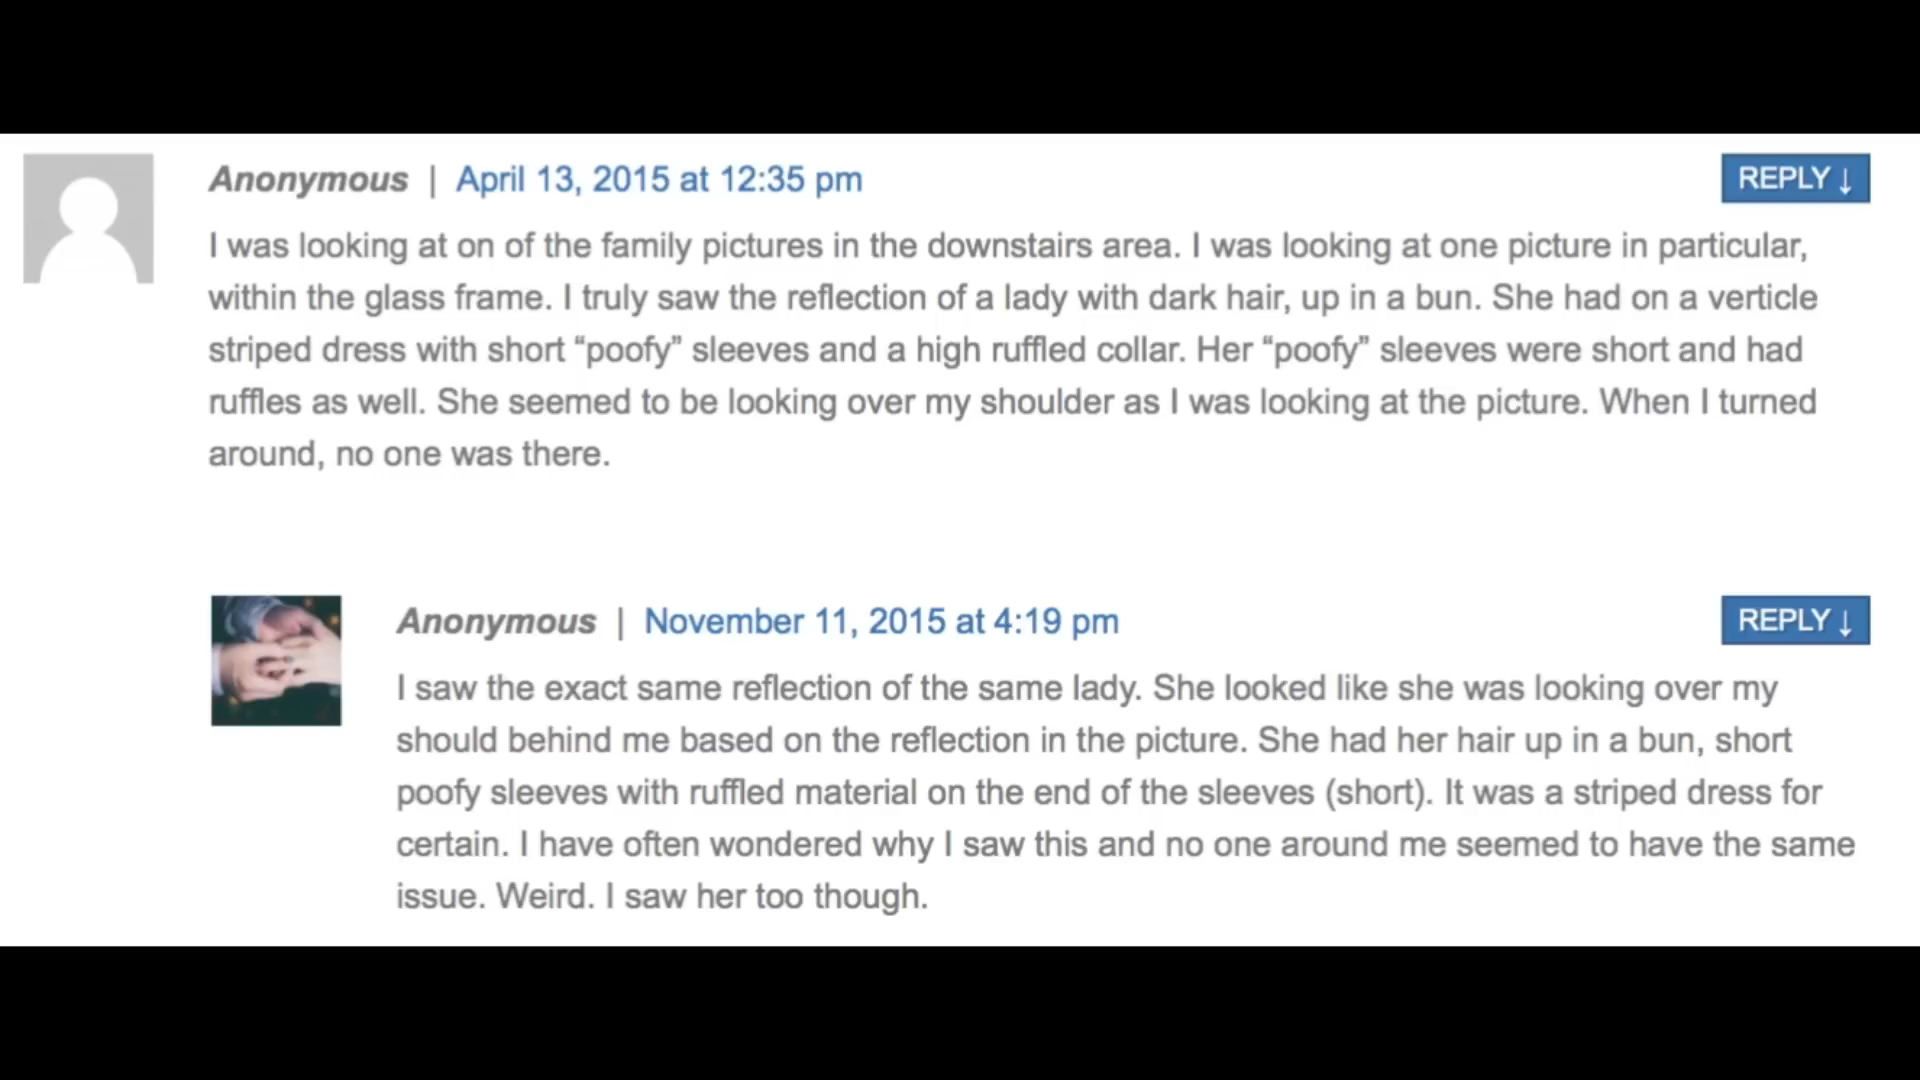 Anonymous | April 13, 2015 at 12:35 pm
REPLY ↓
I was looking at on of the family pictures in the downstairs area. I was looking at one picture in particular,
within the glass frame. I truly saw the reflection of a lady with dark hair, up in a bun. She had on a verticle
striped dress with short “poofy” sleeves and a high ruffled collar. Her “poofy” sleeves were short and had
ruffles as well. She seemed to be looking over my shoulder as I was looking at the picture. When I turned
around, no one was there.
Anonymous | November 11, 2015 at 4:19 pm
REPLY ↓
I saw the exact same reflection of the same lady. She looked like she was looking over my
should behind me based on the reflection in the picture. She had her hair up in a bun, short
poofy sleeves with ruffled material on the end of the sleeves (short). It was a striped dress for
certain. I have often wondered why I saw this and no one around me seemed to have the same
issue. Weird. I saw her too though.